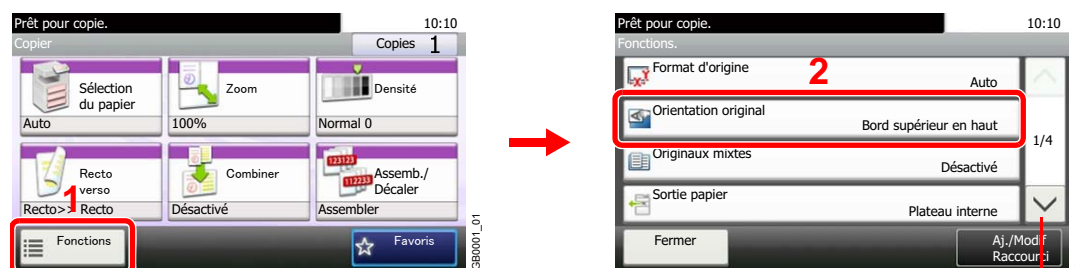 Prêt pour copie.
10:10
Copier
Copies 1
Sélection
du papier
Auto
Zoom
100%
Densité
Normal 0
Recto
verso
Recto>> Recto
Combiner
Désactivé
123123
112233
Assemb./
Décaler
Assembler
1
Fonctions
Favoris
GB0001_01
Prêt pour copie.
10:10
Fonctions.
Format d'origine
2
Auto
Orientation original
Bord supérieur en haut
1/4
Originaux mixtes
Désactivé
Sortie papier
Plateau interne
Fermer
Aj./Modif
Raccourci